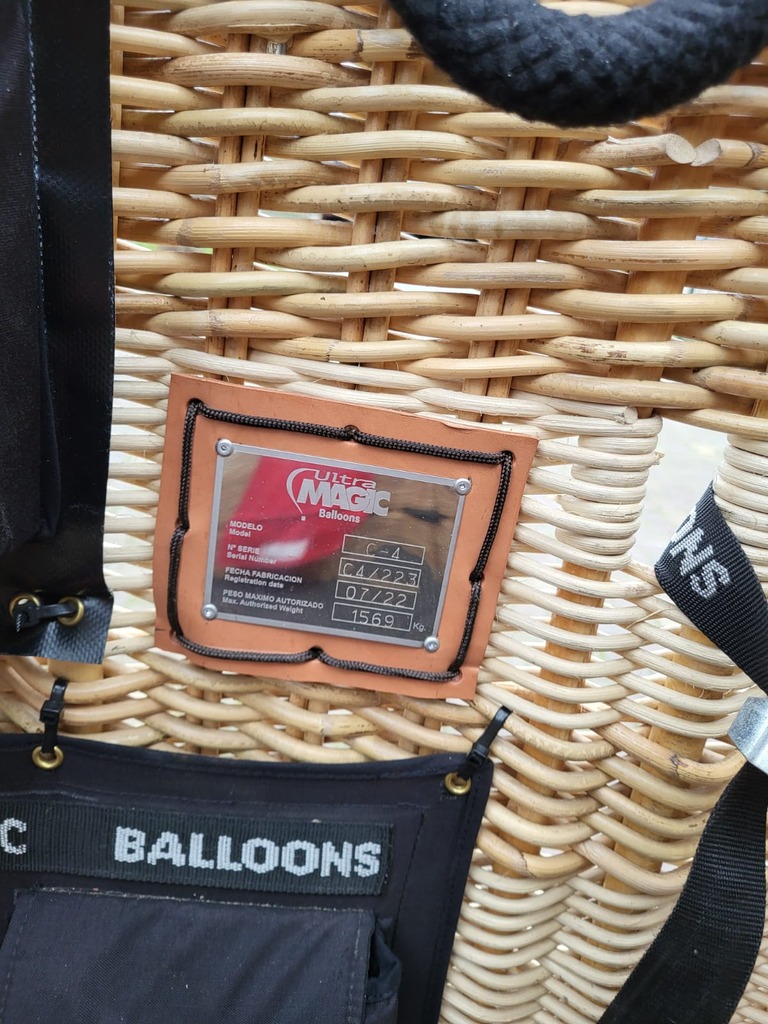 Ultra
MAGIC
Balloons
MODELO
Model
C-4
Nº SERIE
Serial Number
C4/223
FECHA FABRICACION
Registration date
07/22
PESO MAXIMO AUTORIZADO
Max. Authorised Weight
1569 Kg.
ONS
C BALLOONS